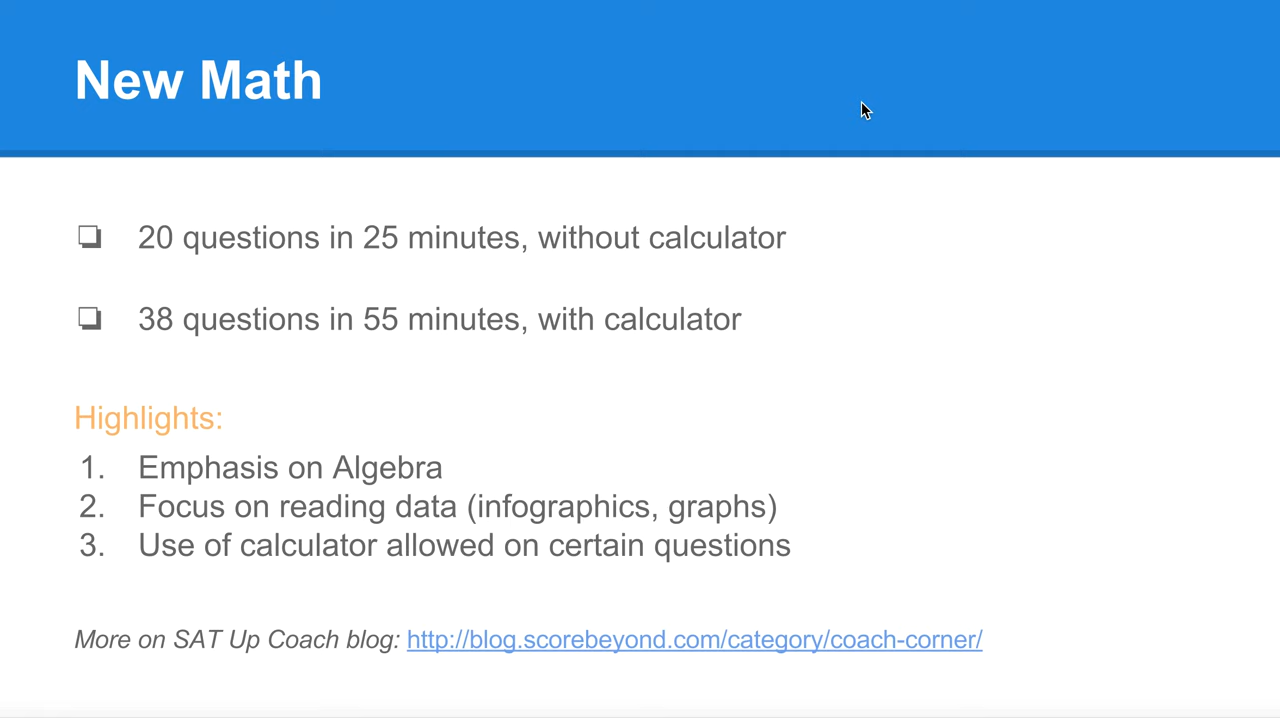 New Math
❏ 20 questions in 25 minutes, without calculator
❏ 38 questions in 55 minutes, with calculator
Highlights:
1. Emphasis on Algebra
2. Focus on reading data (infographics, graphs)
3. Use of calculator allowed on certain questions
More on SAT Up Coach blog: http://blog.scorebeyond.com/category/coach-corner/